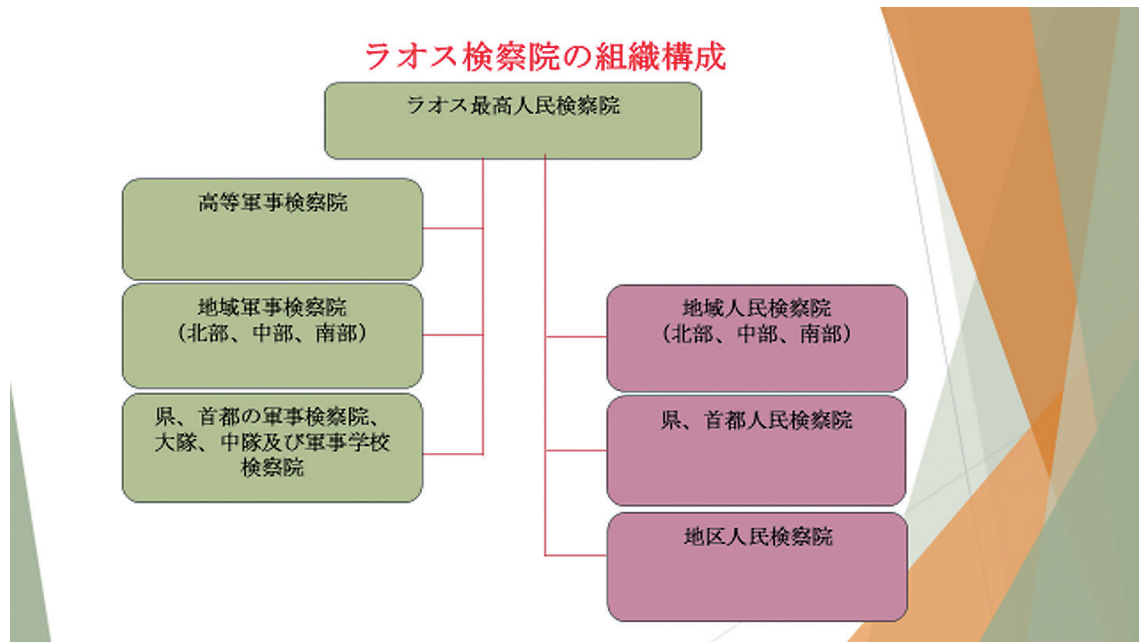 ラオス検察院の組織構成
ラオス最高人民検察院
高等軍事検察院
地域軍事検察院
（北部、中部、南部）
県、首都の軍事検察院、
大隊、中隊及び軍事学校
検察院
地域人民検察院
（北部、中部、南部）
県、首都人民検察院
地区人民検察院